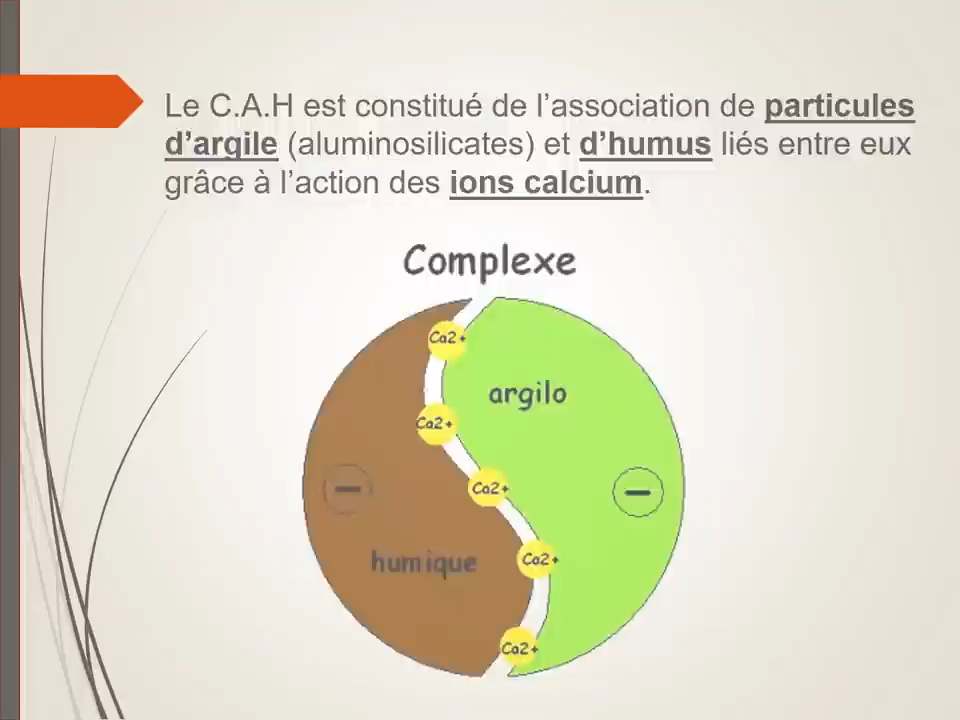 Le C.A.H est constitué de l’association de particules
d’argile (aluminosilicates) et d’humus liés entre eux
grâce à l’action des ions calcium.
Complexe
Ca2+
argilo
Ca2+
Ca2+
Ca2+
humique
Ca2+